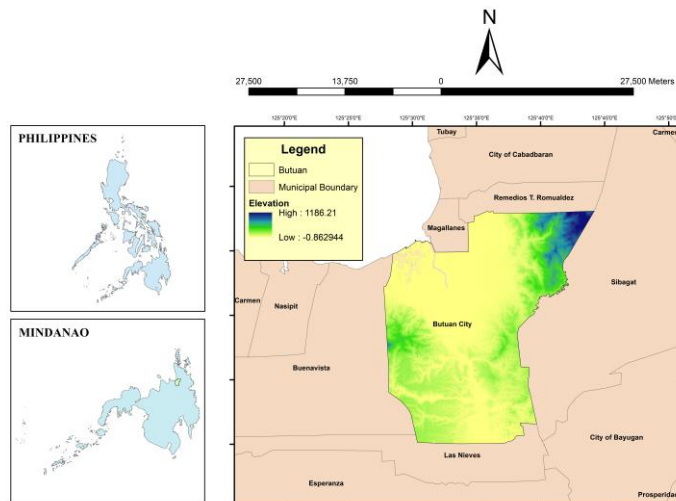 N
27,500 13,750 0 27,500 Meters
125°0'0"E 125°25'0"E 125°30'0"E 125°35'0"E 125°40'0"E 125°45'0"E
PHILIPPINES
MINDANAO
Legend
Butuan
Municipal Boundary
Elevation
High : 1186.21
Low : -0.862944
Tubay
Carmen
City of Cabadbaran
Remedios T. Romualdez
Magallanes
Sibagat
Carmen
Nasipit
Butuan City
Buenavista
City of Bayugan
Las Nieves
Esperanza
Prosperidad